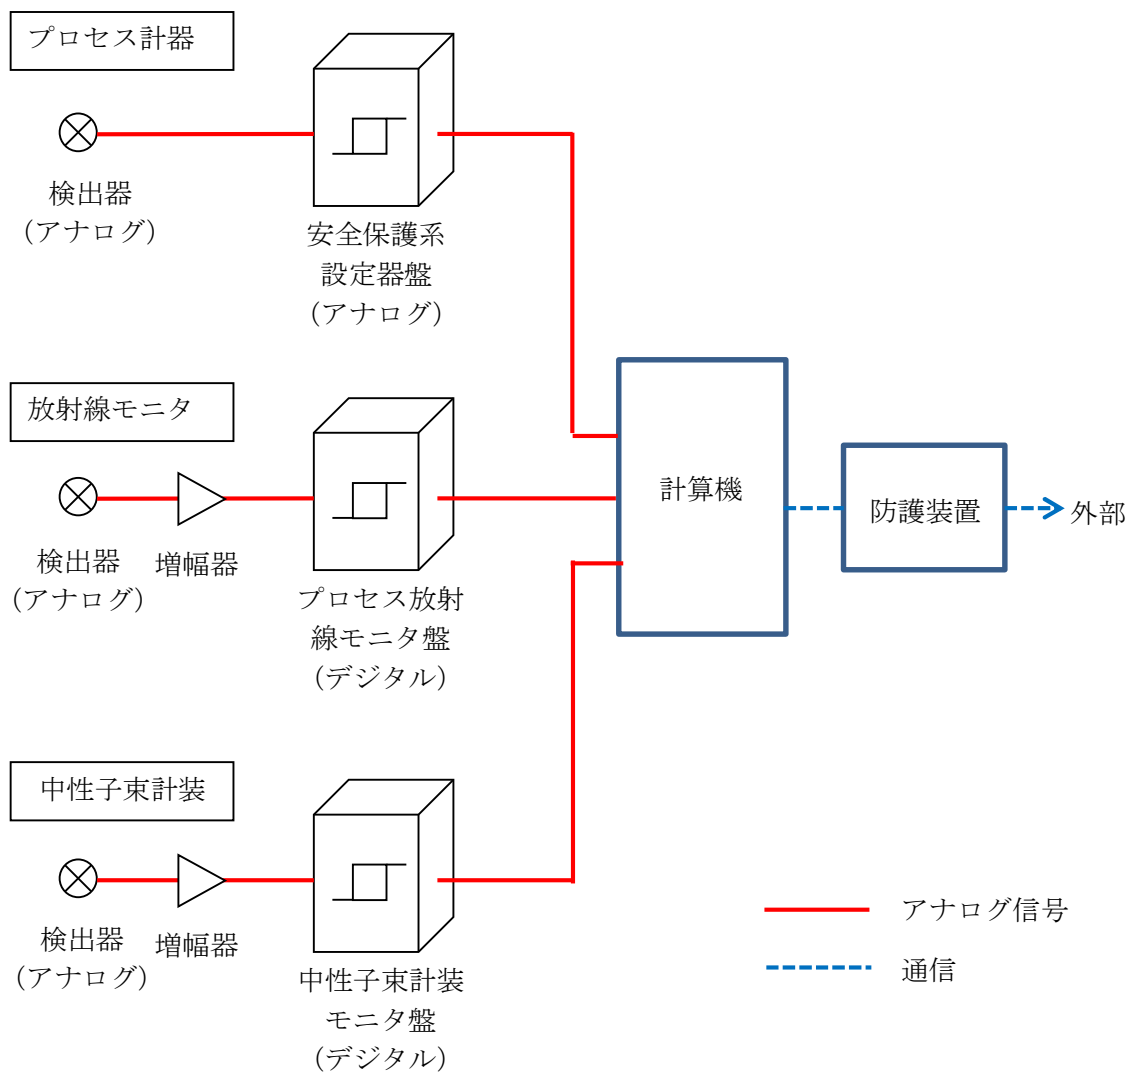 プロセス計器
検出器
(アナログ)
安全保護系
設定器盤
(アナログ)
放射線モニタ
検出器
(アナログ)
増幅器
プロセス放射
線モニタ盤
(デジタル)
計算機
防護装置
外部
中性子束計装
検出器
(アナログ)
増幅器
中性子束計装
モニタ盤
(デジタル)
アナログ信号
通信